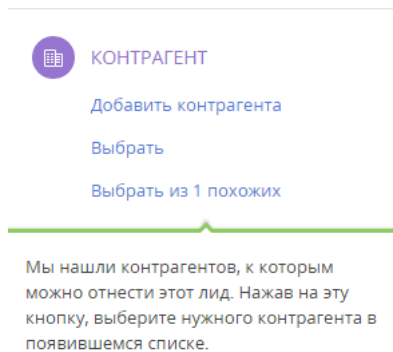 КОНТРАГЕНТ
Добавить контрагента
Выбрать
Выбрать из 1 похожих
Мы нашли контрагентов, к которым
можно отнести этот лид. Нажав на эту
кнопку, выберите нужного контрагента в
появившемся списке.